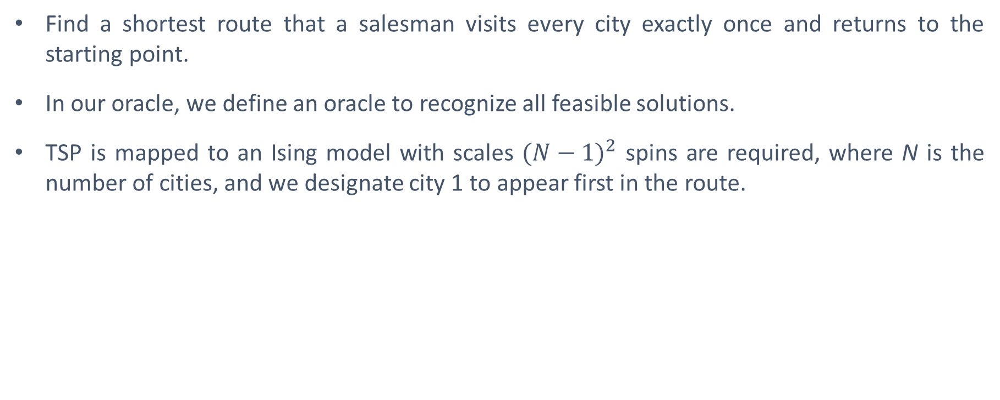 • Find a shortest route that a salesman visits every city exactly once and returns to the
starting point.
• In our oracle, we define an oracle to recognize all feasible solutions.
• TSP is mapped to an Ising model with scales (𝑁 − 1)² spins are required, where N is the
number of cities, and we designate city 1 to appear first in the route.